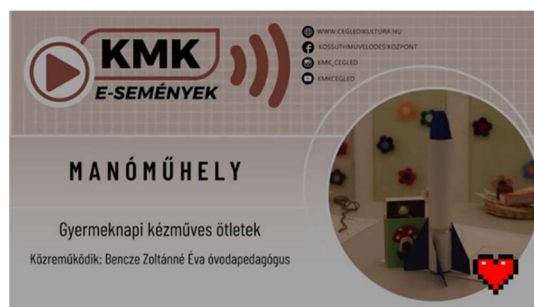 KMK
E-SEMÉNYEK
WWW.CEGLEDIKULTURA.HU
KOSSUTHMUVELODESIKOZPONT
KMK_CEGLED
KMKCEGLED
MANÓMŰHELY
Gyermeknapi kézműves ötletek
Közreműködik: Bencze Zoltánné Éva óvodapedagógus